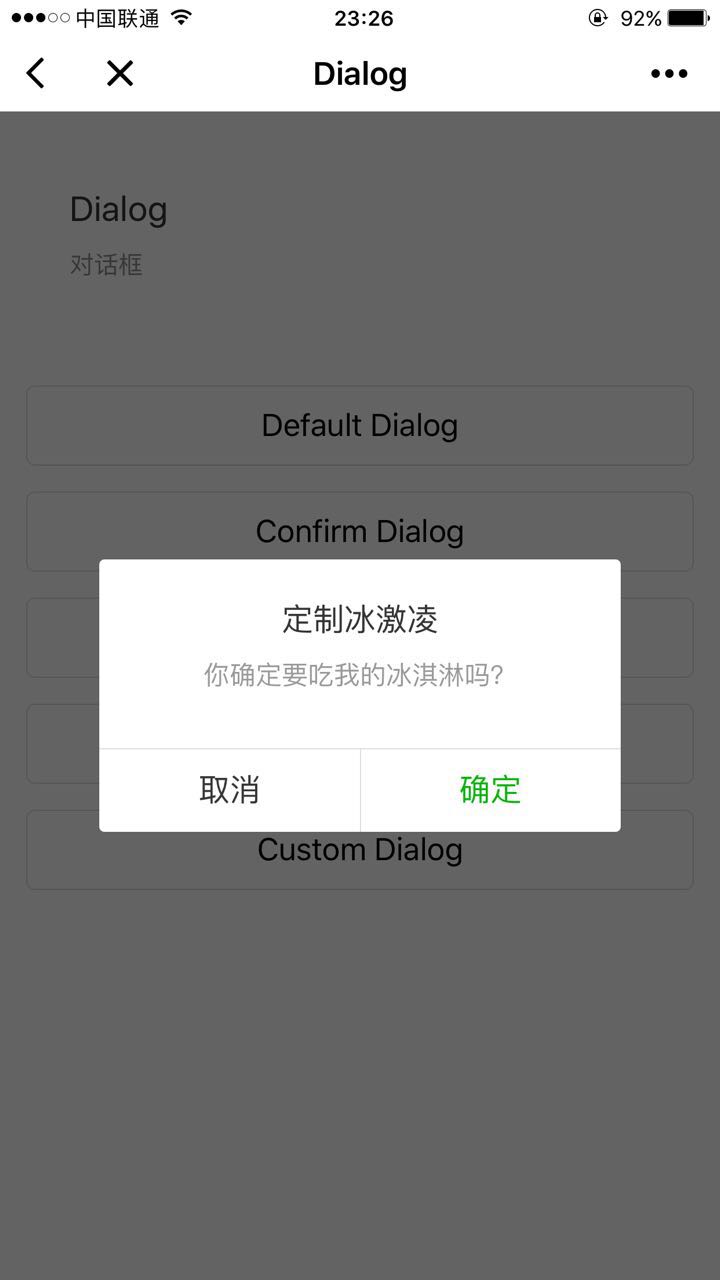 中国联通 23:26 92%
Dialog
Dialog
对话框
Default Dialog
Confirm Dialog
定制冰激凌
你确定要吃我的冰淇淋吗?
取消 确定
Custom Dialog